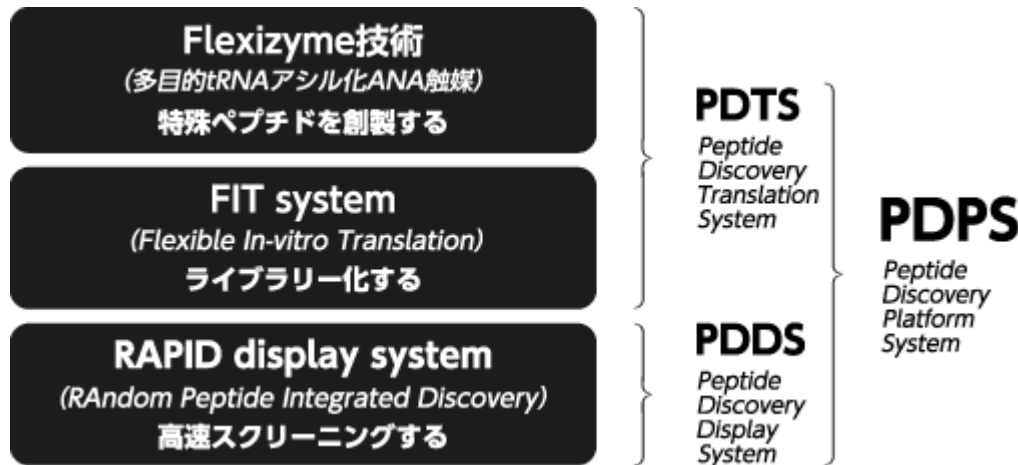 Flexizyme技術
(多目的tRNAアシル化ANA触媒)
特殊ペプチドを創製する
FIT system
(Flexible In-vitro Translation)
ライブラリー化する
RAPID display system
(RAndom Peptide Integrated Discovery)
高速スクリーニングする
PDTS
Peptide
Discovery
Translation
System
PDDS
Peptide
Discovery
Display
System
PDPS
Peptide
Discovery
Platform
System